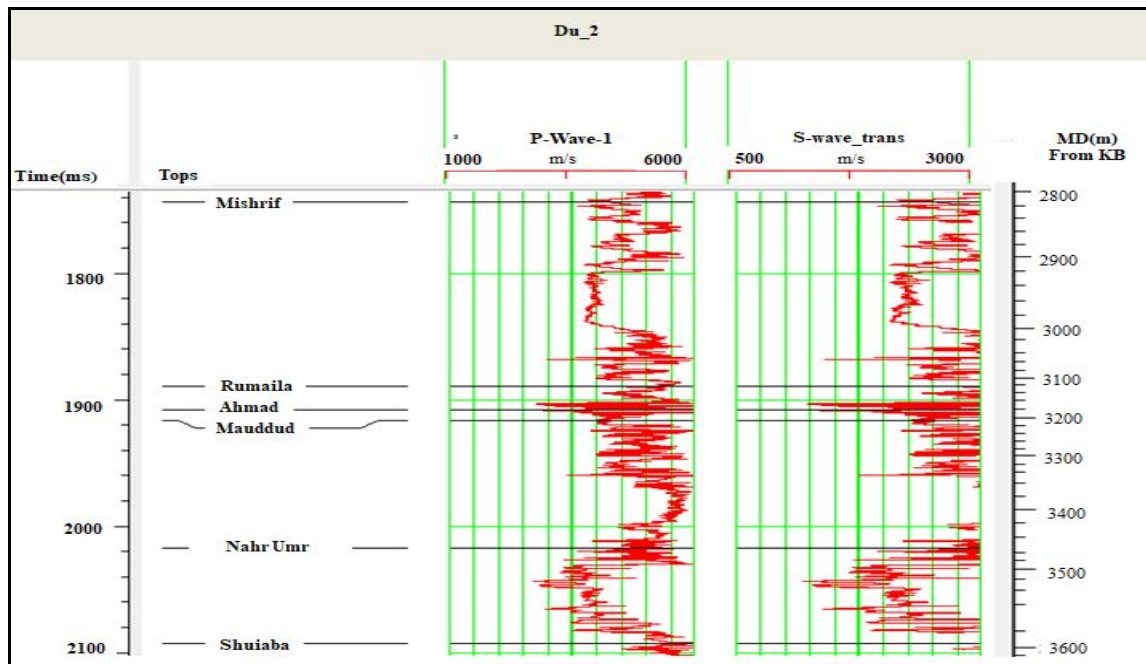 Du_2
P-Wave-1
S-wave_trans
MD(m)
From KB
1000 m/s 6000
500 m/s 3000
Time(ms)
Tops
Mishrif
2800
2900
1800
3000
Rumaila
3100
1900
Ahmad
3200
Mauddud
3300
3400
2000
Nahr Umr
3500
2100
Shuiaba
3600